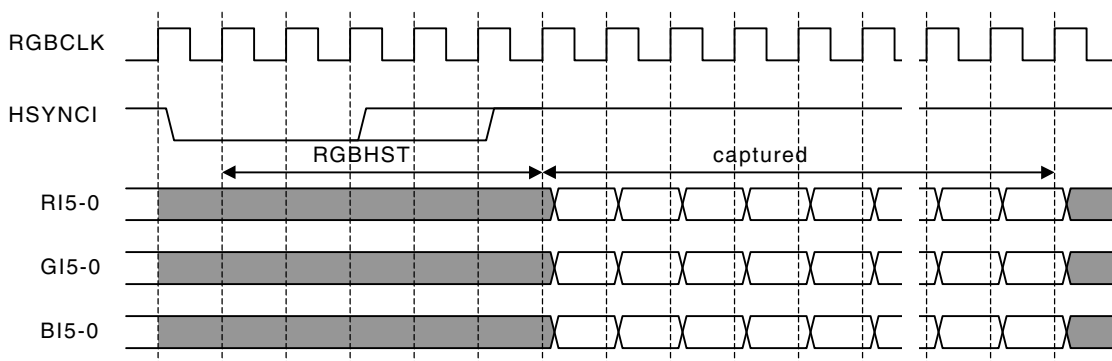 RGBCLK
HSYNCI
RGBHST
captured
RI5-0
GI5-0
BI5-0